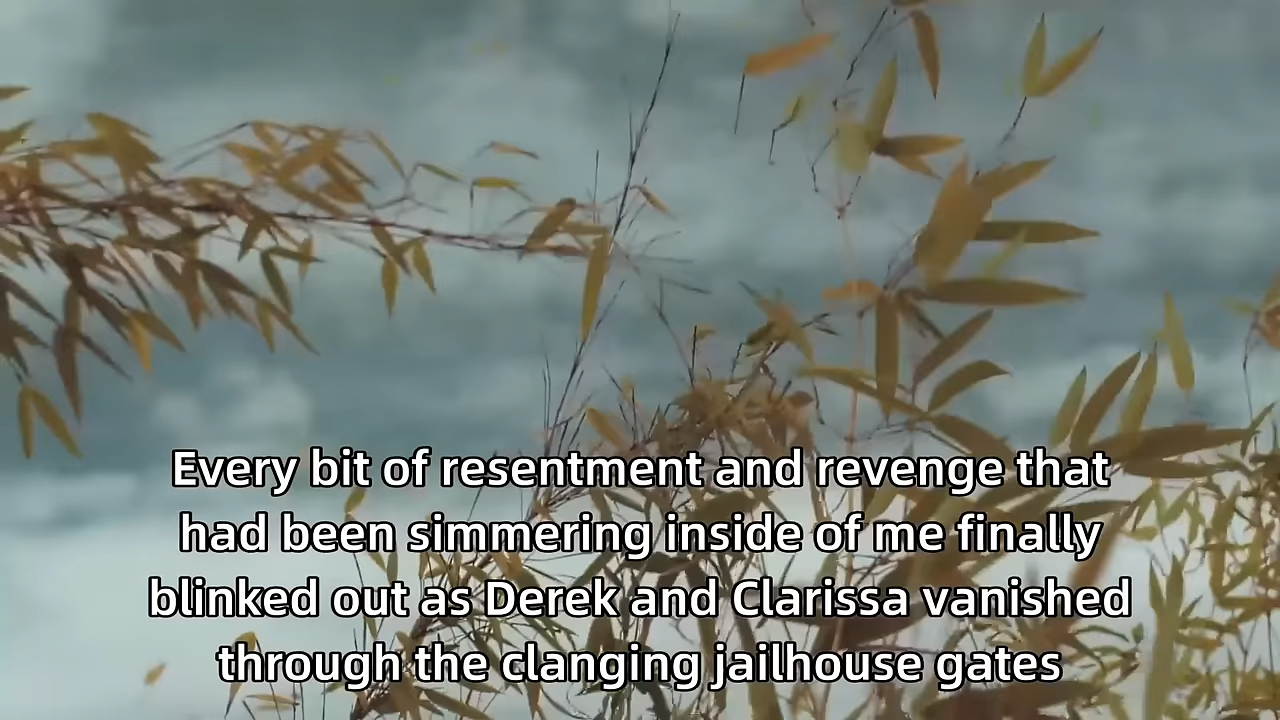 Every bit of resentment and revenge that
had been simmering inside of me finally
blinked out as Derek and Clarissa vanished
through the clanging jailhouse gates